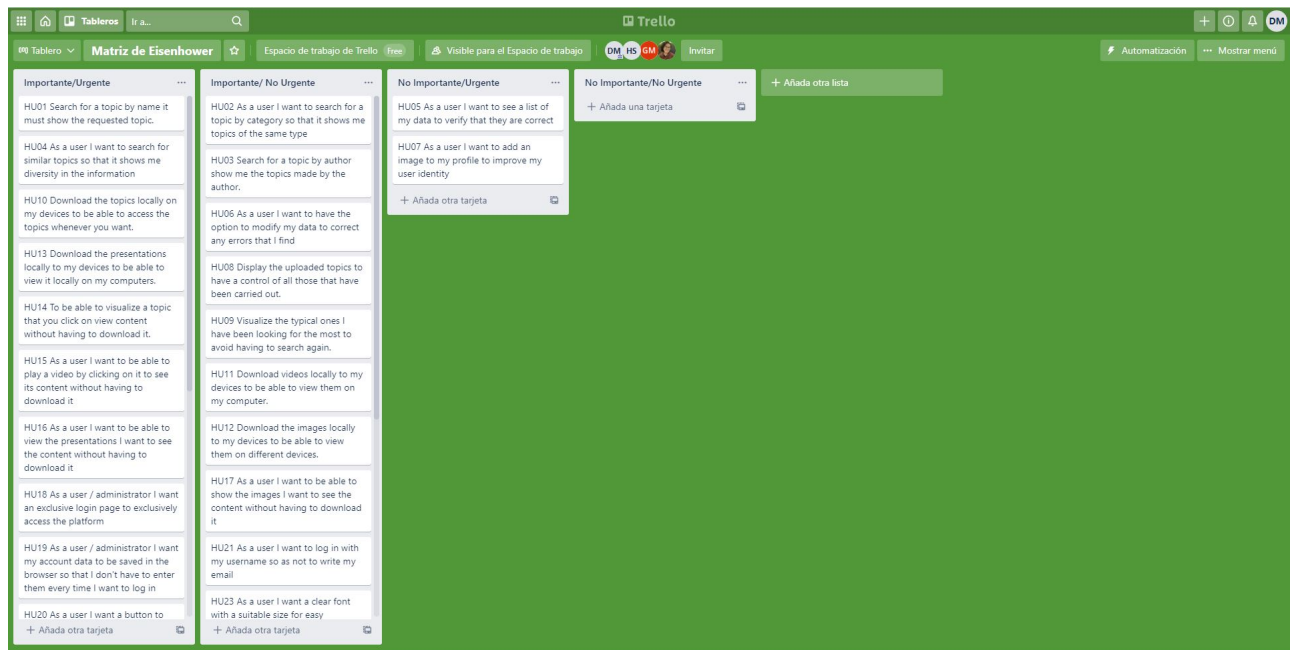 Tableros
Ir a...
Trello
DM
Tablero
Matriz de Eisenhower
Espacio de trabajo de Trello
Free
Visible para el Espacio de trabajo
DM
HS
GM
Invitar
Automatización
Mostrar menú
Importante/Urgente
HU01 Search for a topic by name it
must show the requested topic.
HU04 As a user I want to search for
similar topics so that it shows me
diversity in the information
HU10 Download the topics locally on
my devices to be able to access the
topics whenever you want.
HU13 Download the presentations
locally to my devices to be able to
view it locally on my computers.
HU14 To be able to visualize a topic
that you click on view content
without having to download it.
HU15 As a user I want to be able to
play a video by clicking on it to see
its content without having to
download it
HU16 As a user I want to be able to
view the presentations I want to see
the content without having to
download it
HU18 As a user / administrator I want
an exclusive login page to exclusively
access the platform
HU19 As a user / administrator I want
my account data to be saved in the
browser so that I don't have to enter
them every time I want to log in
HU20 As a user I want a button to
+ Añada otra tarjeta
Importante/ No Urgente
HU02 As a user I want to search for a
topic by category so that it shows me
topics of the same type
HU03 Search for a topic by author
show me the topics made by the
author.
HU06 As a user I want to have the
option to modify my data to correct
any errors that I find
HU08 Display the uploaded topics to
have a control of all those that have
been carried out.
HU09 Visualize the typical ones I
have been looking for the most to
avoid having to search again.
HU11 Download videos locally to my
devices to be able to view them on
my computer.
HU12 Download the images locally
to my devices to be able to view
them on different devices.
HU17 As a user I want to be able to
show the images I want to see the
content without having to download
it
HU21 As a user I want to log in with
my username so as not to write my
email
HU23 As a user I want a clear font
with a suitable size for easy
+ Añada otra tarjeta
No Importante/Urgente
HU05 As a user I want to see a list of
my data to verify that they are correct
HU07 As a user I want to add an
image to my profile to improve my
user identity
+ Añada otra tarjeta
No Importante/No Urgente
+ Añada una tarjeta
+ Añada otra lista